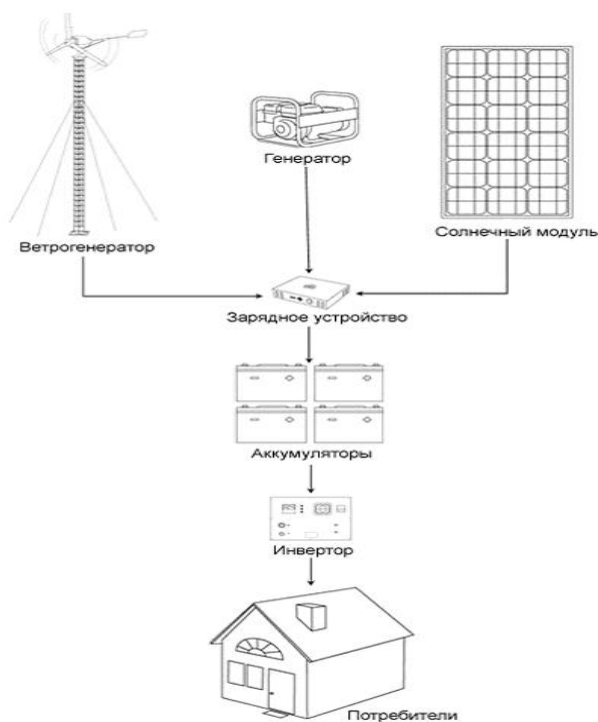 Генератор
Ветрогенератор
Солнечный модуль
Зарядное устройство
Аккумуляторы
Инвертор
Потребители